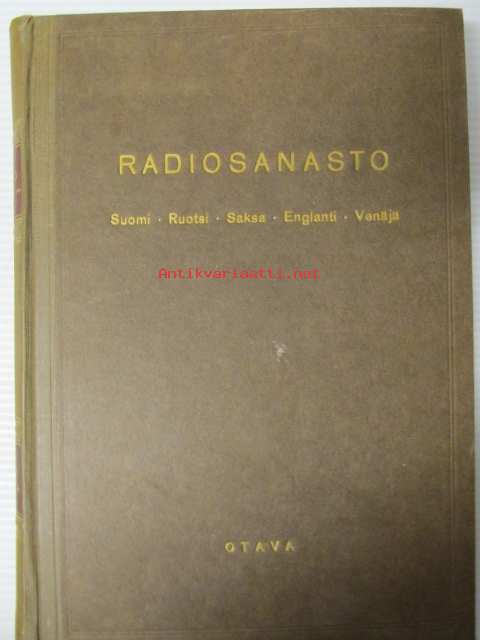 RADIOSANASTO
Suomi · Ruotsi · Saksa · Englanti · Venäjä
Antikvariaatti.net
OTAVA